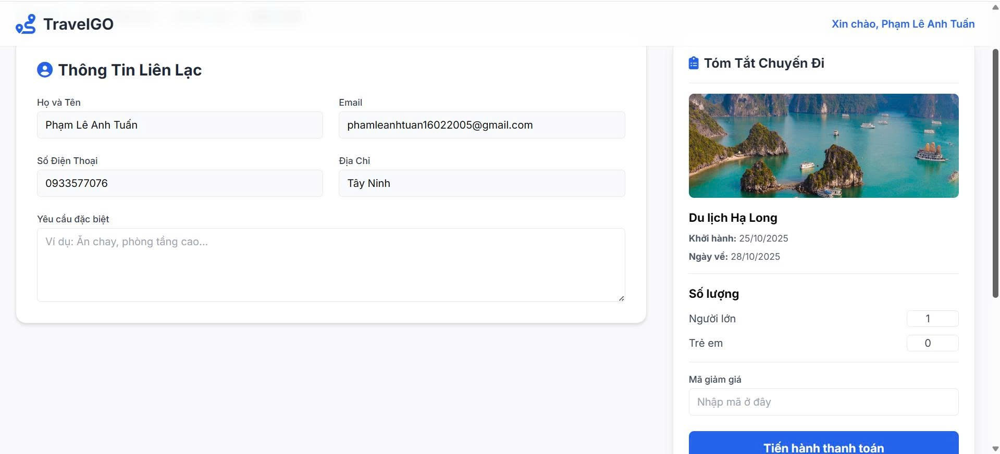 TravelGO
Xin chào, Phạm Lê Anh Tuấn
Thông Tin Liên Lạc
Họ và Tên
Email
Phạm Lê Anh Tuấn
phamleanhtuan16022005@gmail.com
Số Điện Thoại
Địa Chỉ
0933577076
Tây Ninh
Yêu cầu đặc biệt
Ví dụ: Ăn chay, phòng tầng cao...
Tóm Tắt Chuyến Đi
Du lịch Hạ Long
Khởi hành: 25/10/2025
Ngày về: 28/10/2025
Số lượng
Người lớn 1
Trẻ em 0
Mã giảm giá
Nhập mã ở đây
Tiến hành thanh toán